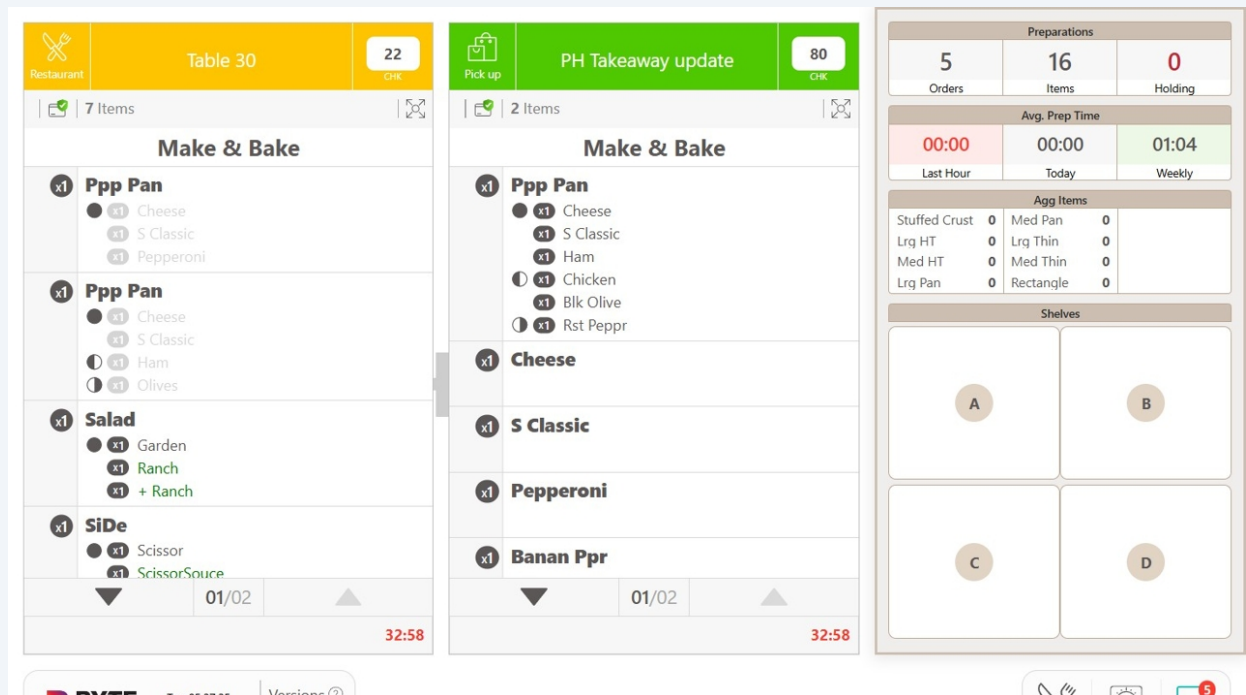 Restaurant
Table 30
22
CHK
7 Items
Make & Bake
x1 Ppp Pan
x1 Cheese
x1 S Classic
x1 Pepperoni
x1 Ppp Pan
x1 Cheese
x1 S Classic
x1 Ham
x1 Olives
x1 Salad
x1 Garden
x1 Ranch
x1 + Ranch
x1 SiDe
x1 Scissor
x1 ScissorSouce
01/02
32:58
Pick up
PH Takeaway update
80
CHK
2 Items
Make & Bake
x1 Ppp Pan
x1 Cheese
x1 S Classic
x1 Ham
x1 Chicken
x1 Blk Olive
x1 Rst Peppr
x1 Cheese
x1 S Classic
x1 Pepperoni
x1 Banan Ppr
01/02
32:58
Preparations
5 16 0
Orders Items Holding
Avg. Prep Time
00:00 00:00 01:04
Last Hour Today Weekly
Agg Items
Stuffed Crust 0 Med Pan 0
Lrg HT 0 Lrg Thin 0
Med HT 0 Med Thin 0
Lrg Pan 0 Rectangle 0
Shelves
A B
C D
BYTE
Versions
5